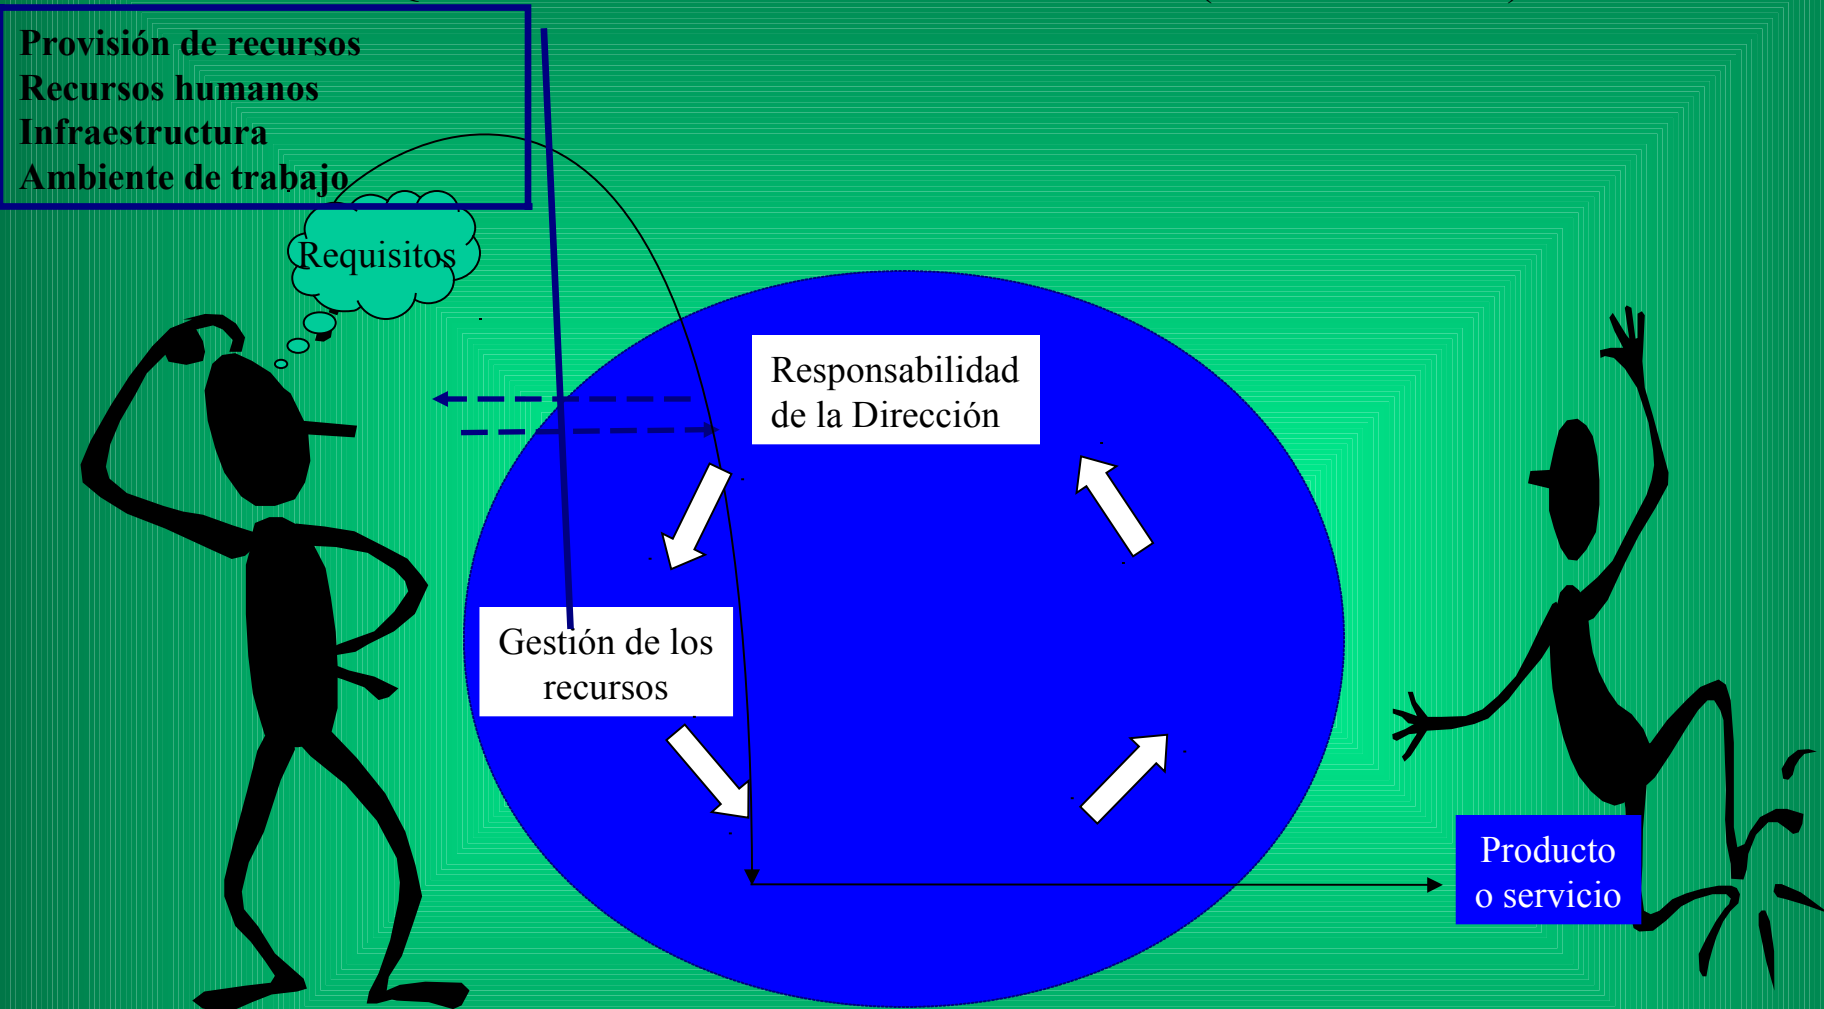 Provisión de recursos
Recursos humanos
Infraestructura
Ambiente de trabajo
Requisitos
Responsabilidad
de la Dirección
Gestión de los
recursos
Producto
o servicio